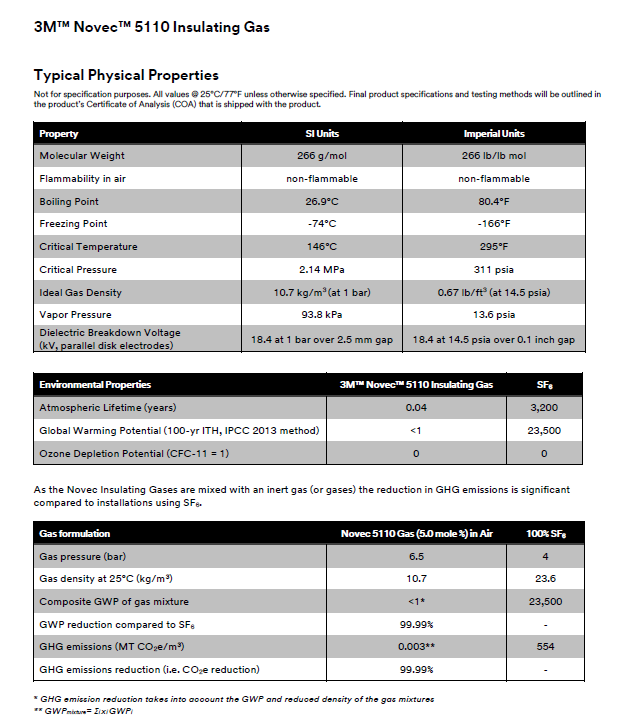 3M™ Novec™ 5110 Insulating Gas
Typical Physical Properties
Not for specification purposes. All values @ 25°C/77°F unless otherwise specified. Final product specifications and testing methods will be outlined in
the product's Certificate of Analysis (COA) that is shipped with the product.
Property SI Units Imperial Units
Molecular Weight 266 g/mol 266 lb/lb mol
Flammability in air non-flammable non-flammable
Boiling Point 26.9°C 80.4°F
Freezing Point -74°C -166°F
Critical Temperature 146°C 295°F
Critical Pressure 2.14 MPa 311 psia
Ideal Gas Density 10.7 kg/m³ (at 1 bar) 0.67 lb/ft³ (at 14.5 psia)
Vapor Pressure 93.8 kPa 13.6 psia
Dielectric Breakdown Voltage
(kV, parallel disk electrodes) 18.4 at 1 bar over 2.5 mm gap 18.4 at 14.5 psia over 0.1 inch gap
Environmental Properties 3M™ Novec™ 5110 Insulating Gas SF₆
Atmospheric Lifetime (years) 0.04 3,200
Global Warming Potential (100-yr ITH, IPCC 2013 method) <1 23,500
Ozone Depletion Potential (CFC-11 = 1) 0 0
As the Novec Insulating Gases are mixed with an inert gas (or gases) the reduction in GHG emissions is significant
compared to installations using SF₆.
Gas formulation Novec 5110 Gas (5.0 mole %) in Air 100% SF₆
Gas pressure (bar) 6.5 4
Gas density at 25°C (kg/m³) 10.7 23.6
Composite GWP of gas mixture <1* 23,500
GWP reduction compared to SF₆ 99.99% -
GHG emissions (MT CO₂e/m³) 0.003** 554
GHG emissions reduction (i.e. CO₂e reduction) 99.99% -
* GHG emission reduction takes into account the GWP and reduced density of the gas mixtures
** GWPmixture= Σ(xᵢ)GWPᵢ